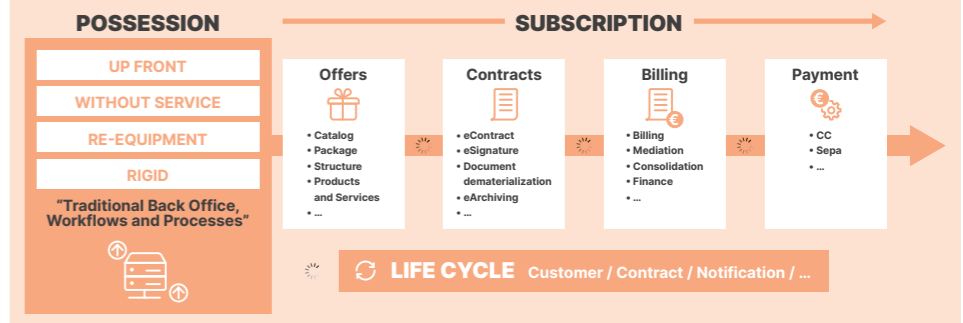 POSSESSION
SUBSCRIPTION
UP FRONT
WITHOUT SERVICE
RE-EQUIPMENT
RIGID
“Traditional Back Office,
Workflows and Processes”
Offers
• Catalog
• Package
• Structure
• Products
and Services
• ...
Contracts
• eContract
• eSignature
• Document
dematerialization
• eArchiving
• ...
Billing
€
• Billing
• Mediation
• Consolidation
• Finance
• ...
Payment
€
• CC
• Sepa
• ...
LIFE CYCLE Customer / Contract / Notification / ...